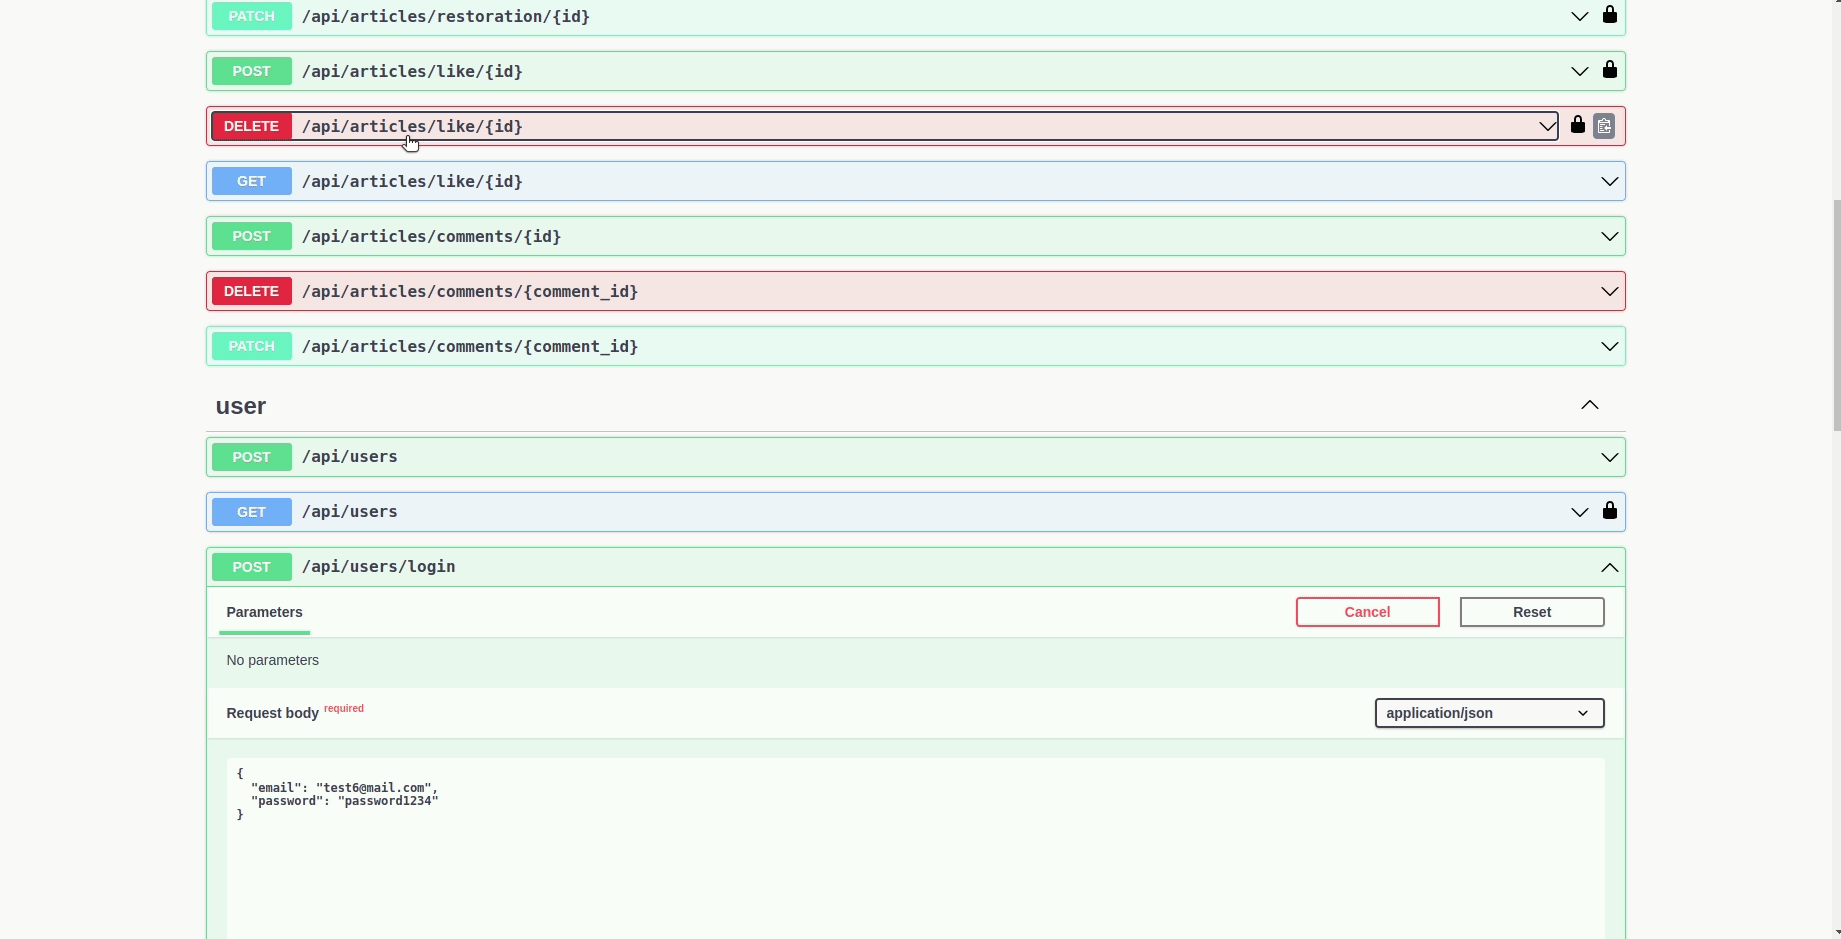 PATCH /api/articles/restoration/{id}
POST /api/articles/like/{id}
DELETE /api/articles/like/{id}
GET /api/articles/like/{id}
POST /api/articles/comments/{id}
DELETE /api/articles/comments/{comment_id}
PATCH /api/articles/comments/{comment_id}
user
POST /api/users
GET /api/users
POST /api/users/login
Parameters Cancel Reset
No parameters
Request body required application/json
{
  "email": "test6@mail.com",
  "password": "password1234"
}